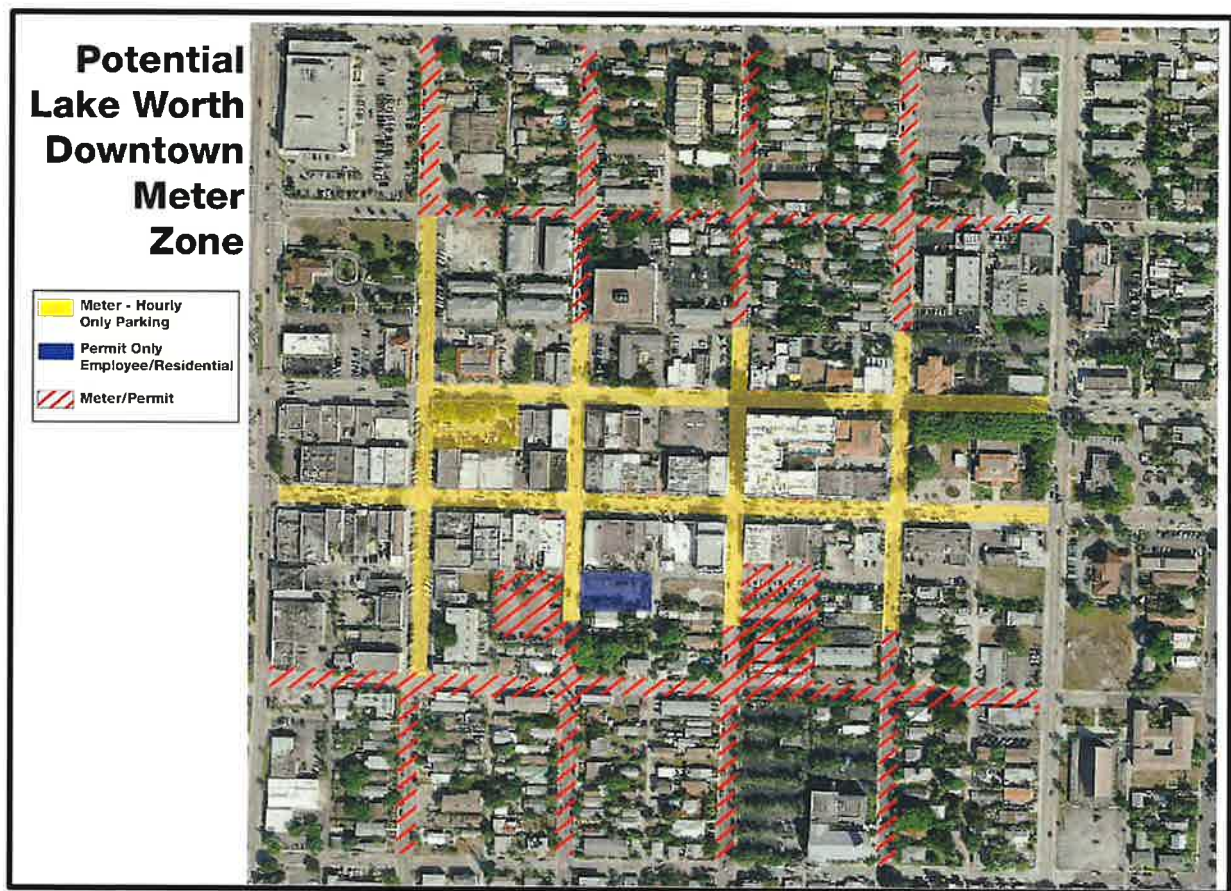 Potential
Lake Worth
Downtown
Meter
Zone
Meter - Hourly
Only Parking
Permit Only
Employee/Residential
Meter/Permit